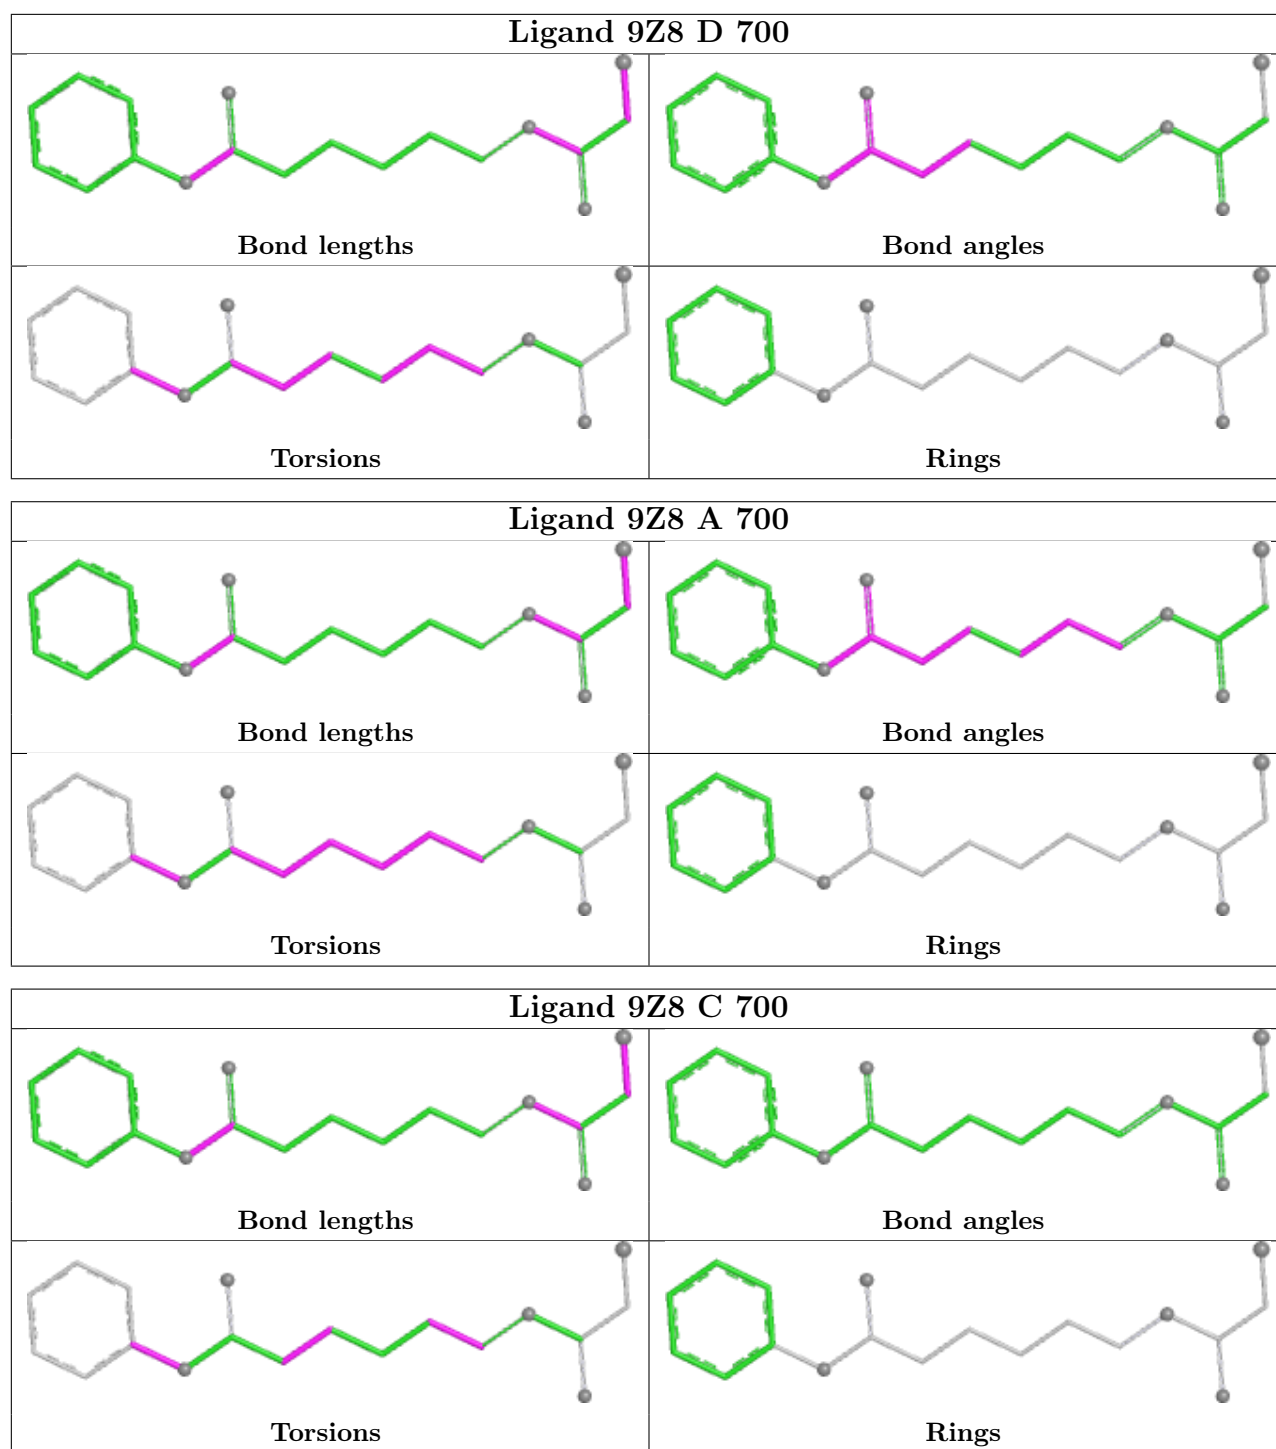 Ligand 9Z8 D 700
Bond lengths
Bond angles
Torsions
Rings
Ligand 9Z8 A 700
Bond lengths
Bond angles
Torsions
Rings
Ligand 9Z8 C 700
Bond lengths
Bond angles
Torsions
Rings